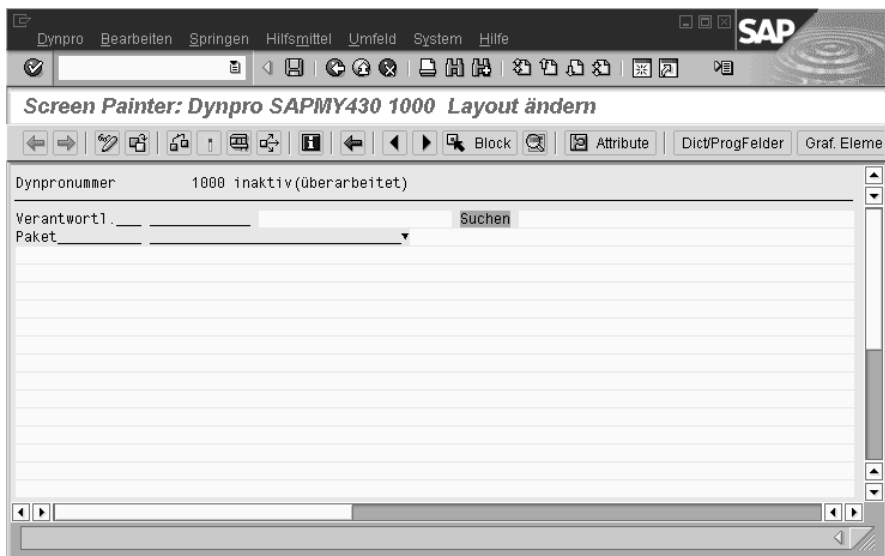 Dynpro Bearbeiten Springen Hilfsmittel Umfeld System Hilfe
SAP
Screen Painter: Dynpro SAPMY430 1000 Layout ändern
Block Attribute Dict/ProgFelder Graf. Eleme
Dynpronummer 1000 inaktiv(überarbeitet)
Verantwortl.___ ____________ Suchen
Paket__________ ______________________________